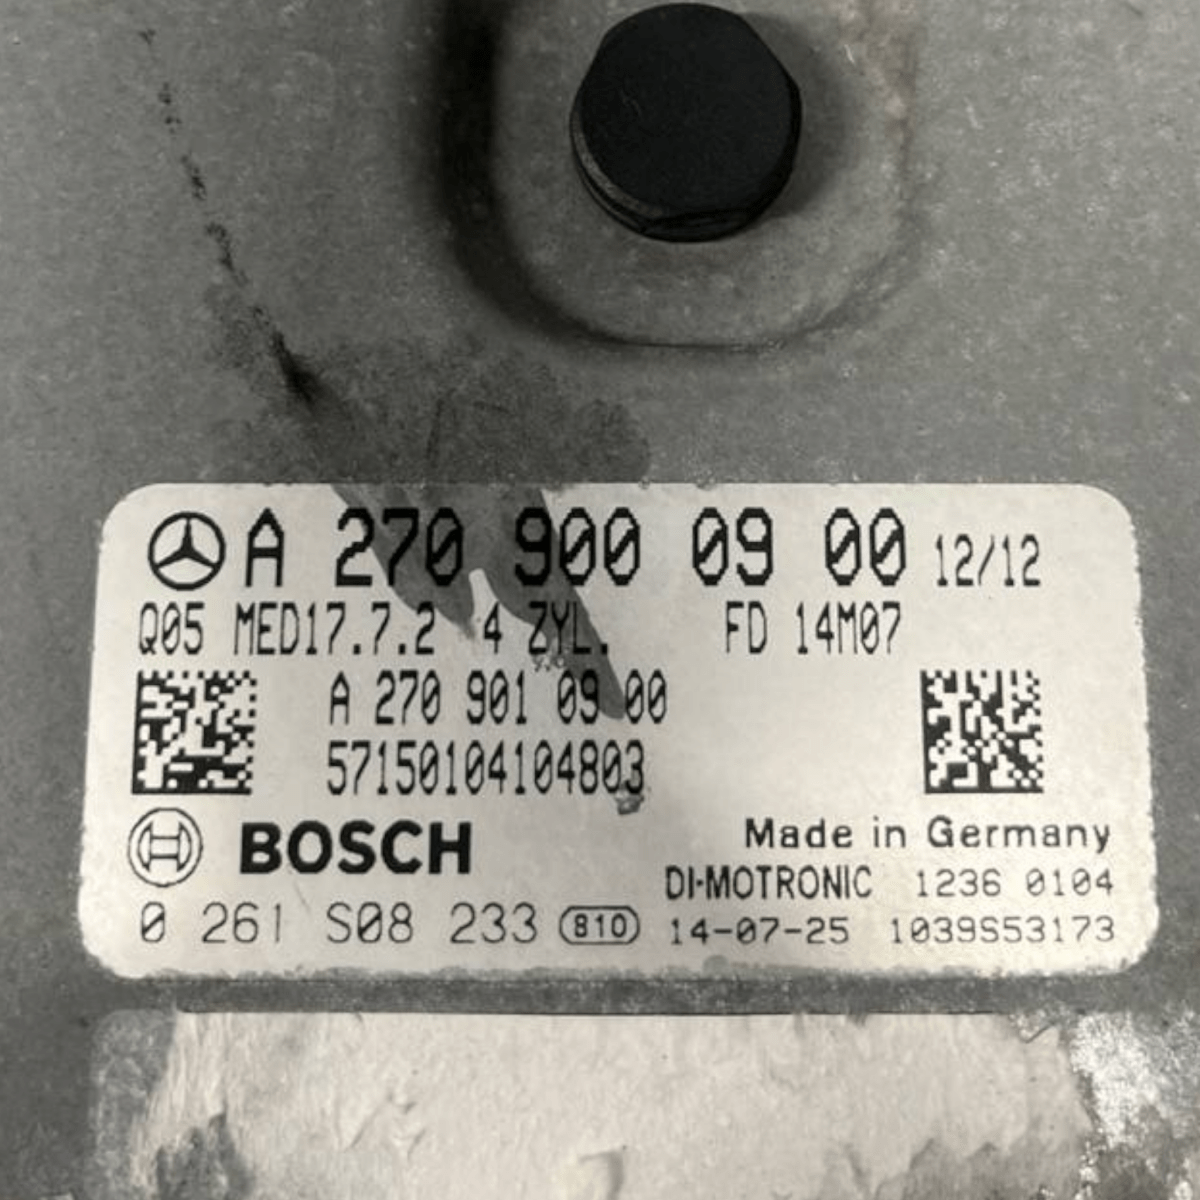 A 270 900 09 00 12/12
Q05 MED17.7.2 4 ZYL. FD 14M07
A 270 901 09 00
57150104104803
BOSCH Made in Germany
DI-MOTRONIC 1236 0104
0 261 S08 233 810 14-07-25 1039S53173